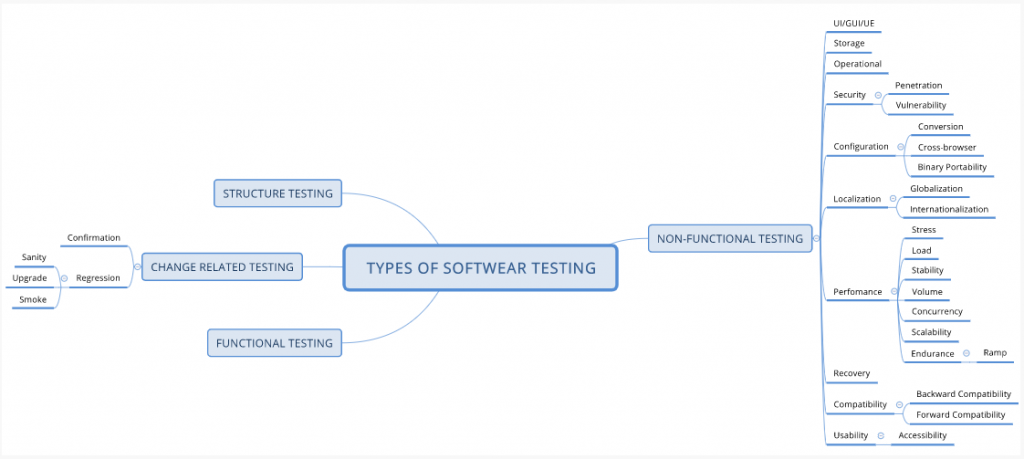 TYPES OF SOFTWEAR TESTING
STRUCTURE TESTING
CHANGE RELATED TESTING
Confirmation
Regression
Sanity
Upgrade
Smoke
FUNCTIONAL TESTING
NON-FUNCTIONAL TESTING
UI/GUI/UE
Storage
Operational
Security
Penetration
Vulnerability
Configuration
Conversion
Cross-browser
Binary Portability
Localization
Globalization
Internationalization
Perfomance
Stress
Load
Stability
Volume
Concurrency
Scalability
Endurance
Ramp
Recovery
Compatibility
Backward Compatibility
Forward Compatibility
Usability
Accessibility